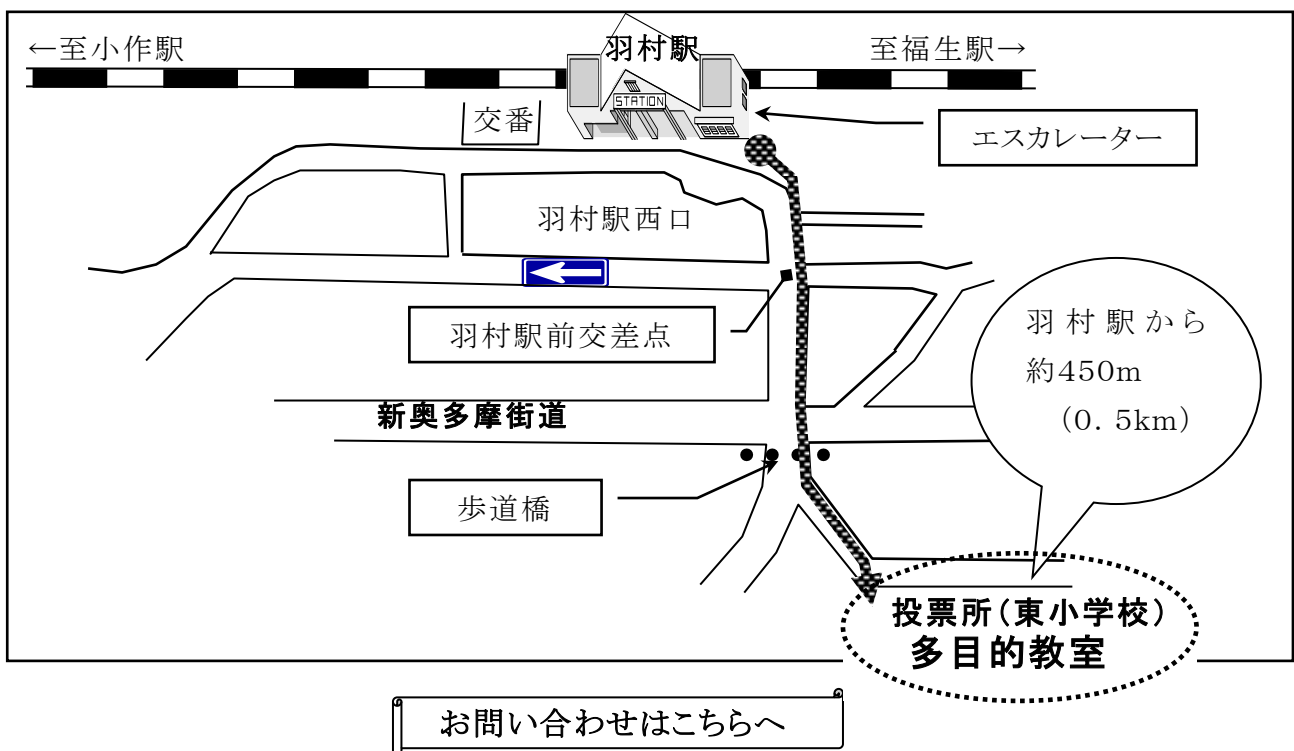 ←至小作駅
羽村駅
至福生駅→
STATION
交番
エスカレーター
羽村駅西口
羽村駅前交差点
羽村駅から
約450m
(0.5km)
新奥多摩街道
歩道橋
投票所(東小学校)
多目的教室
お問い合わせはこちらへ